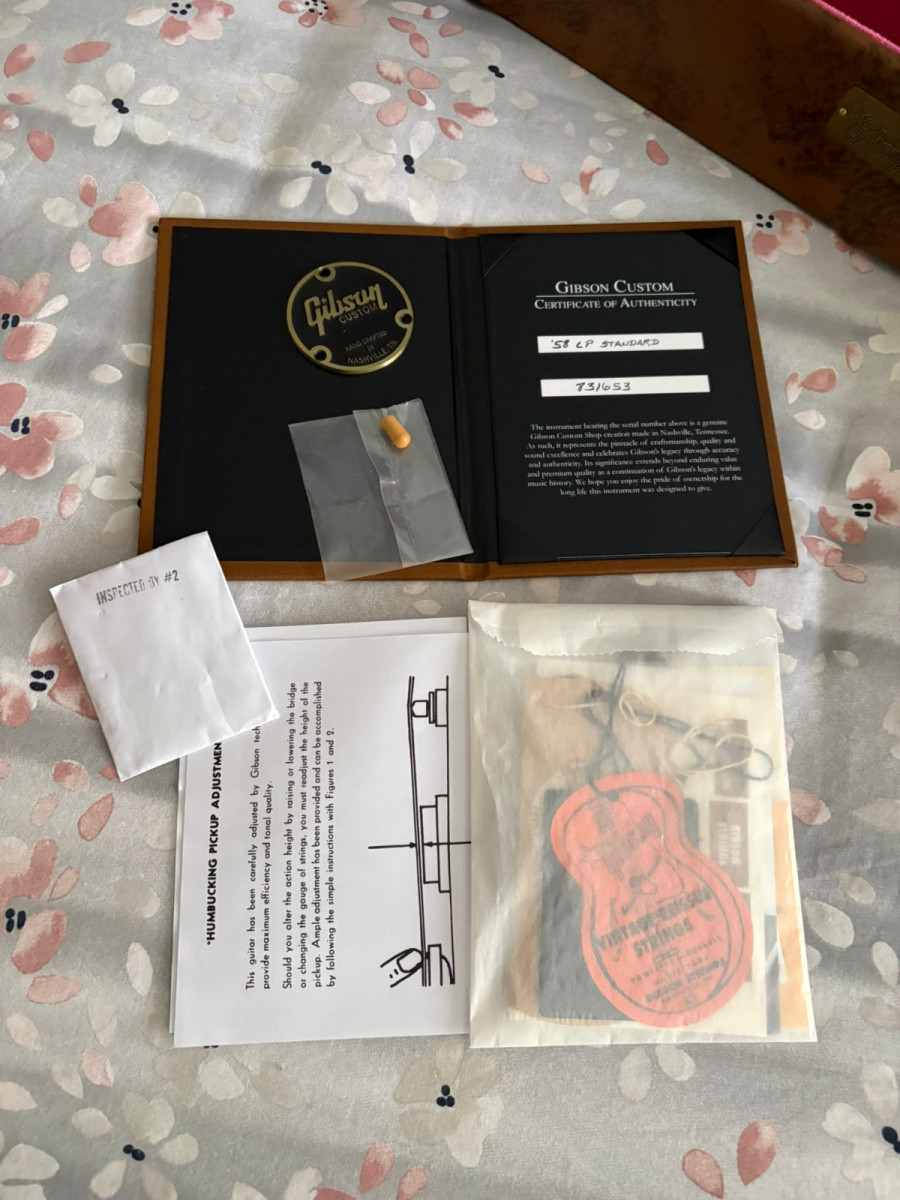 Gibson
CUSTOM
HAND CRAFTED
IN
NASHVILLE, TN
GIBSON CUSTOM
CERTIFICATE OF AUTHENTICITY
'58 LP STANDARD
831653
The instrument bearing the serial number above is a genuine
Gibson Custom Shop creation made in Nashville, Tennessee.
As such, it represents the pinnacle of craftsmanship, quality and
sound excellence and celebrates Gibson's legacy through accuracy
and authenticity. Its significance extends beyond enduring value
and premium quality as a continuation of Gibson's legacy within
music history. We hope you enjoy the pride of ownership for the
long life this instrument was designed to give.
INSPECTED BY #2
"HUMBUCKING PICKUP ADJUSTMEN
This guitar has been carefully adjusted by Gibson tech
provide maximum efficiency and tonal quality.
Should you alter the action height by raising or lowering the bridge
or changing the gauge of strings, you must readjust the height of the
pickup. Ample adjustment has been provided and can be accomplished
by following the simple instructions with Figures 1 and 2.
VINTAGE REISSUE
STRINGS